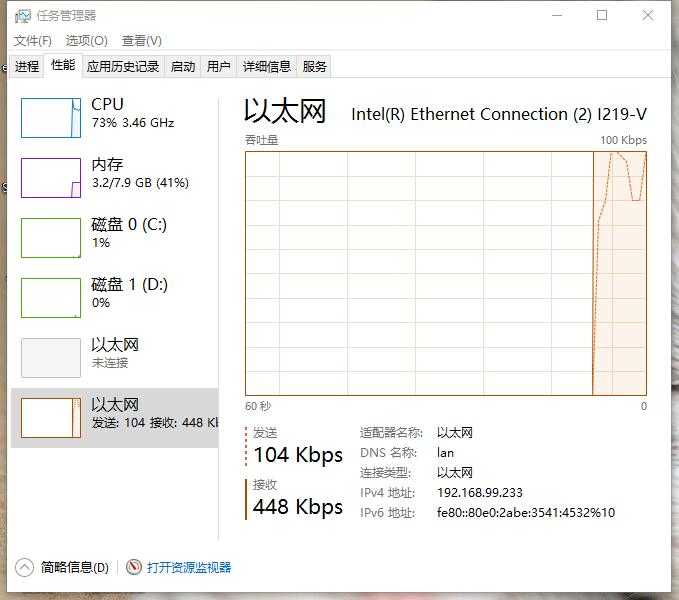 任务管理器
文件(F) 选项(O) 查看(V)
进程 性能 应用历史记录 启动 用户 详细信息 服务
CPU
73% 3.46 GHz
内存
3.2/7.9 GB (41%)
磁盘 0 (C:)
1%
磁盘 1 (D:)
0%
以太网
未连接
以太网
发送: 104 接收: 448 Kb
以太网 Intel(R) Ethernet Connection (2) I219-V
吞吐量 100 Kbps
60 秒 0
发送
104 Kbps
接收
448 Kbps
适配器名称: 以太网
DNS 名称: lan
连接类型: 以太网
IPv4 地址: 192.168.99.233
IPv6 地址: fe80::80e0:2abe:3541:4532%10
简略信息(D) 打开资源监视器